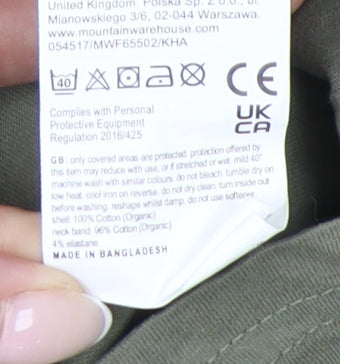 United Kingdom. Polska Sp. z o.o., ul.
Mianowskiego 3/6, 02-044 Warszawa.
www.mountainwarehouse.com
054517/MWF65502/KHA
40
CE
Complies with Personal
Protective Equipment
Regulation 2016/425
UK
CA
GB: only covered areas are protected. protection offered by
this item may reduce with use, or if stretched or wet. mild 40°
machine wash with similar colours. do not bleach. tumble dry on
low heat. cool iron on reverse. do not dry clean. turn inside out
before washing. reshape whilst damp. do not use softener.
shell: 100% Cotton (Organic)
neck band: 96% Cotton (Organic)
4% elastane
MADE IN BANGLADESH